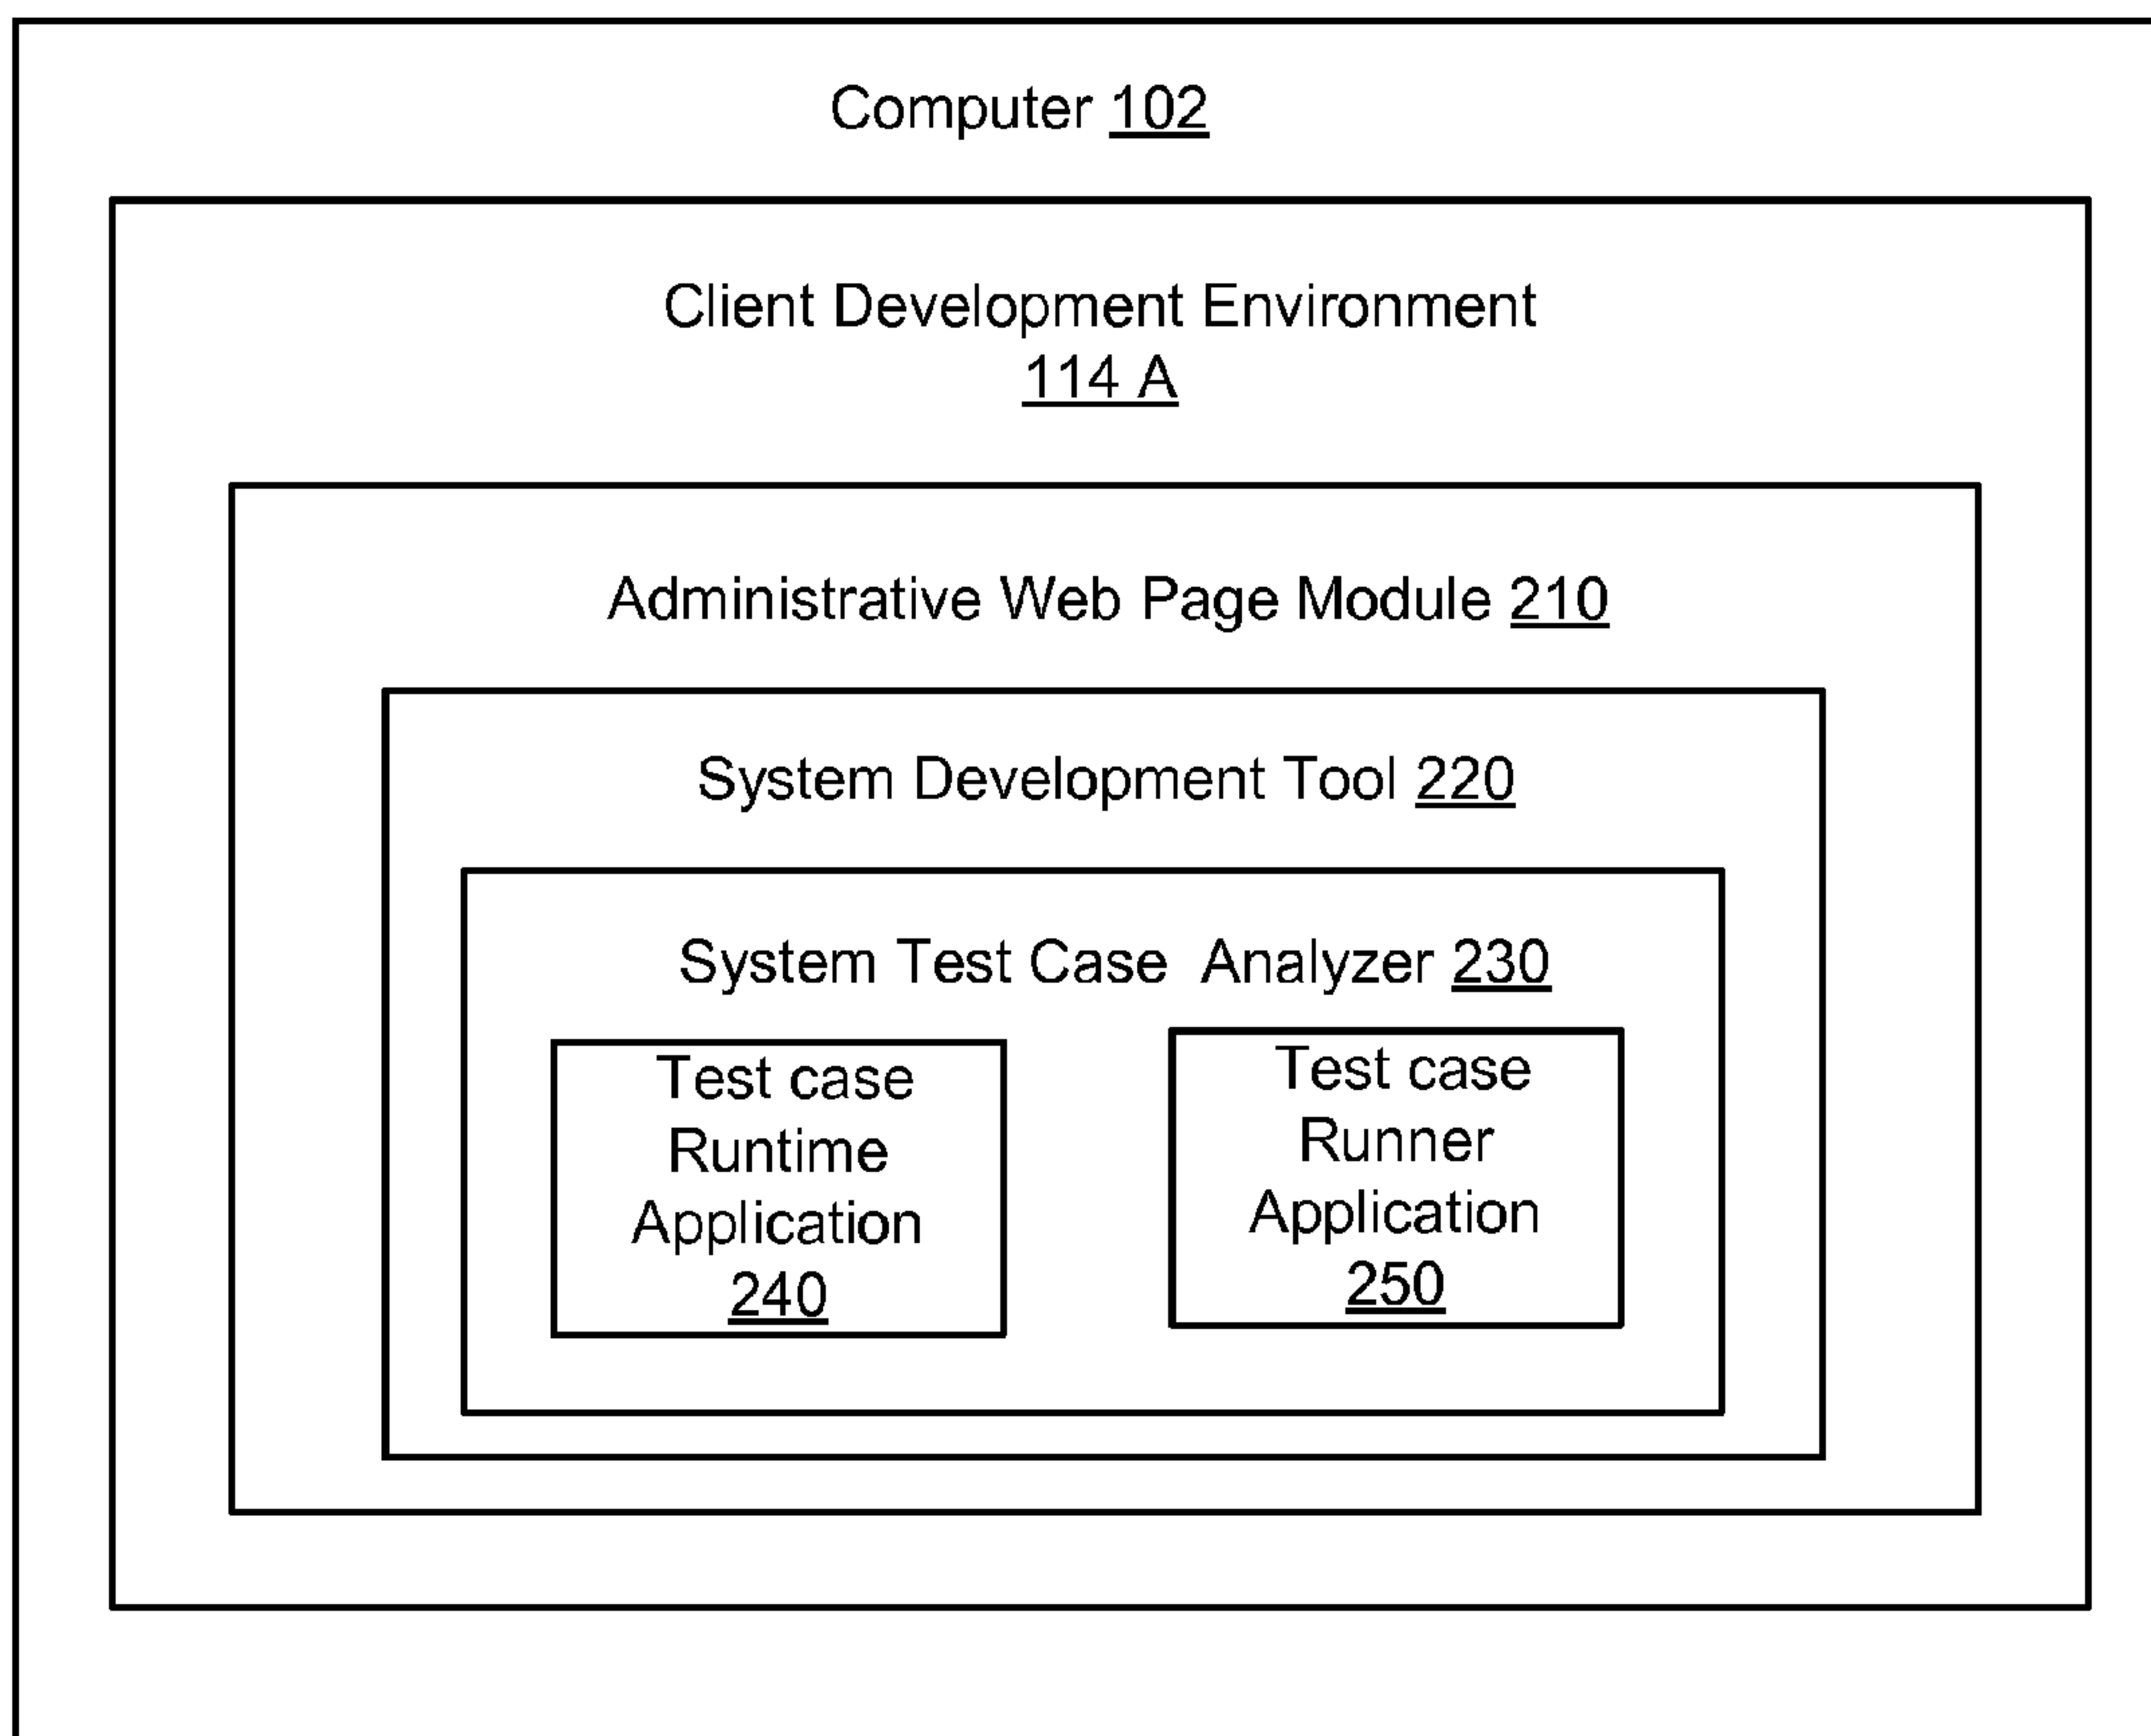 Computer 102
Client Development Environment
114 A
Administrative Web Page Module 210
System Development Tool 220
System Test Case Analyzer 230
Test case
Runtime
Application
240
Test case
Runner
Application
250